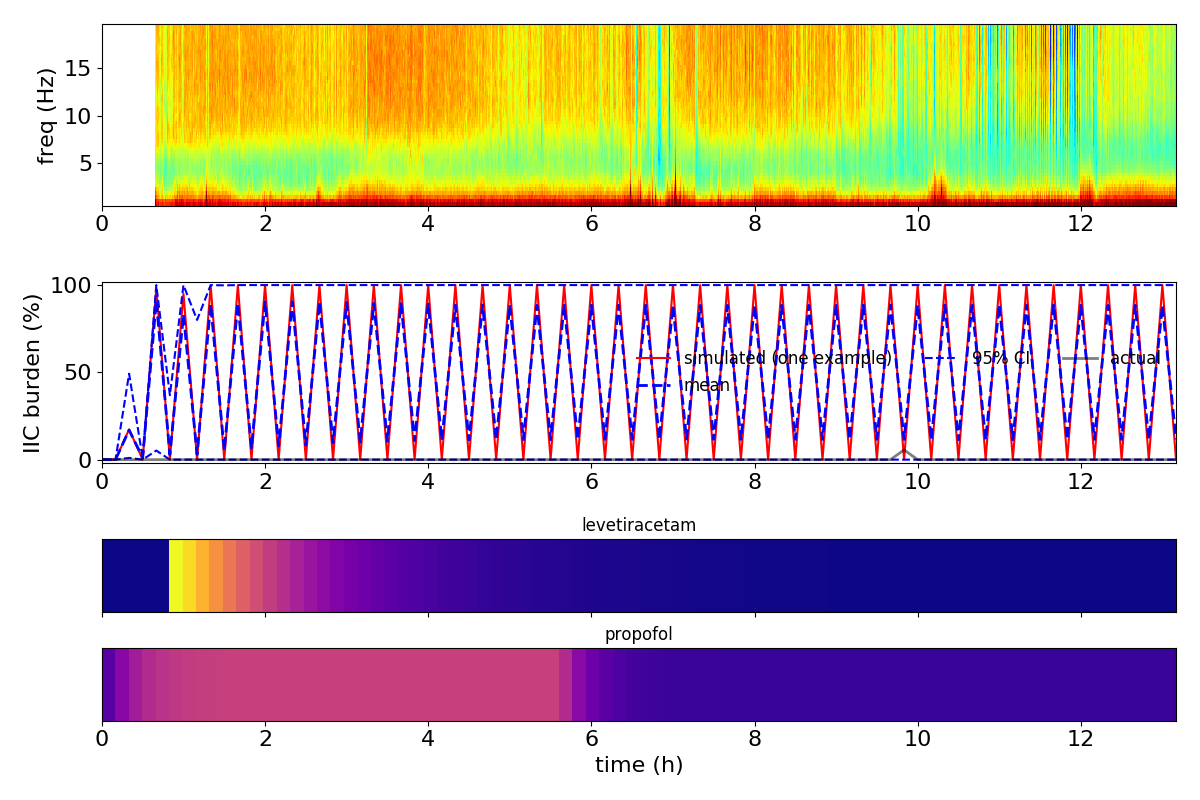 freq (Hz)
15
10
5
0 2 4 6 8 10 12
IIC burden (%)
100
50
0
simulated (one example) 95% CI actual
mean
0 2 4 6 8 10 12
levetiracetam
propofol
0 2 4 6 8 10 12
time (h)